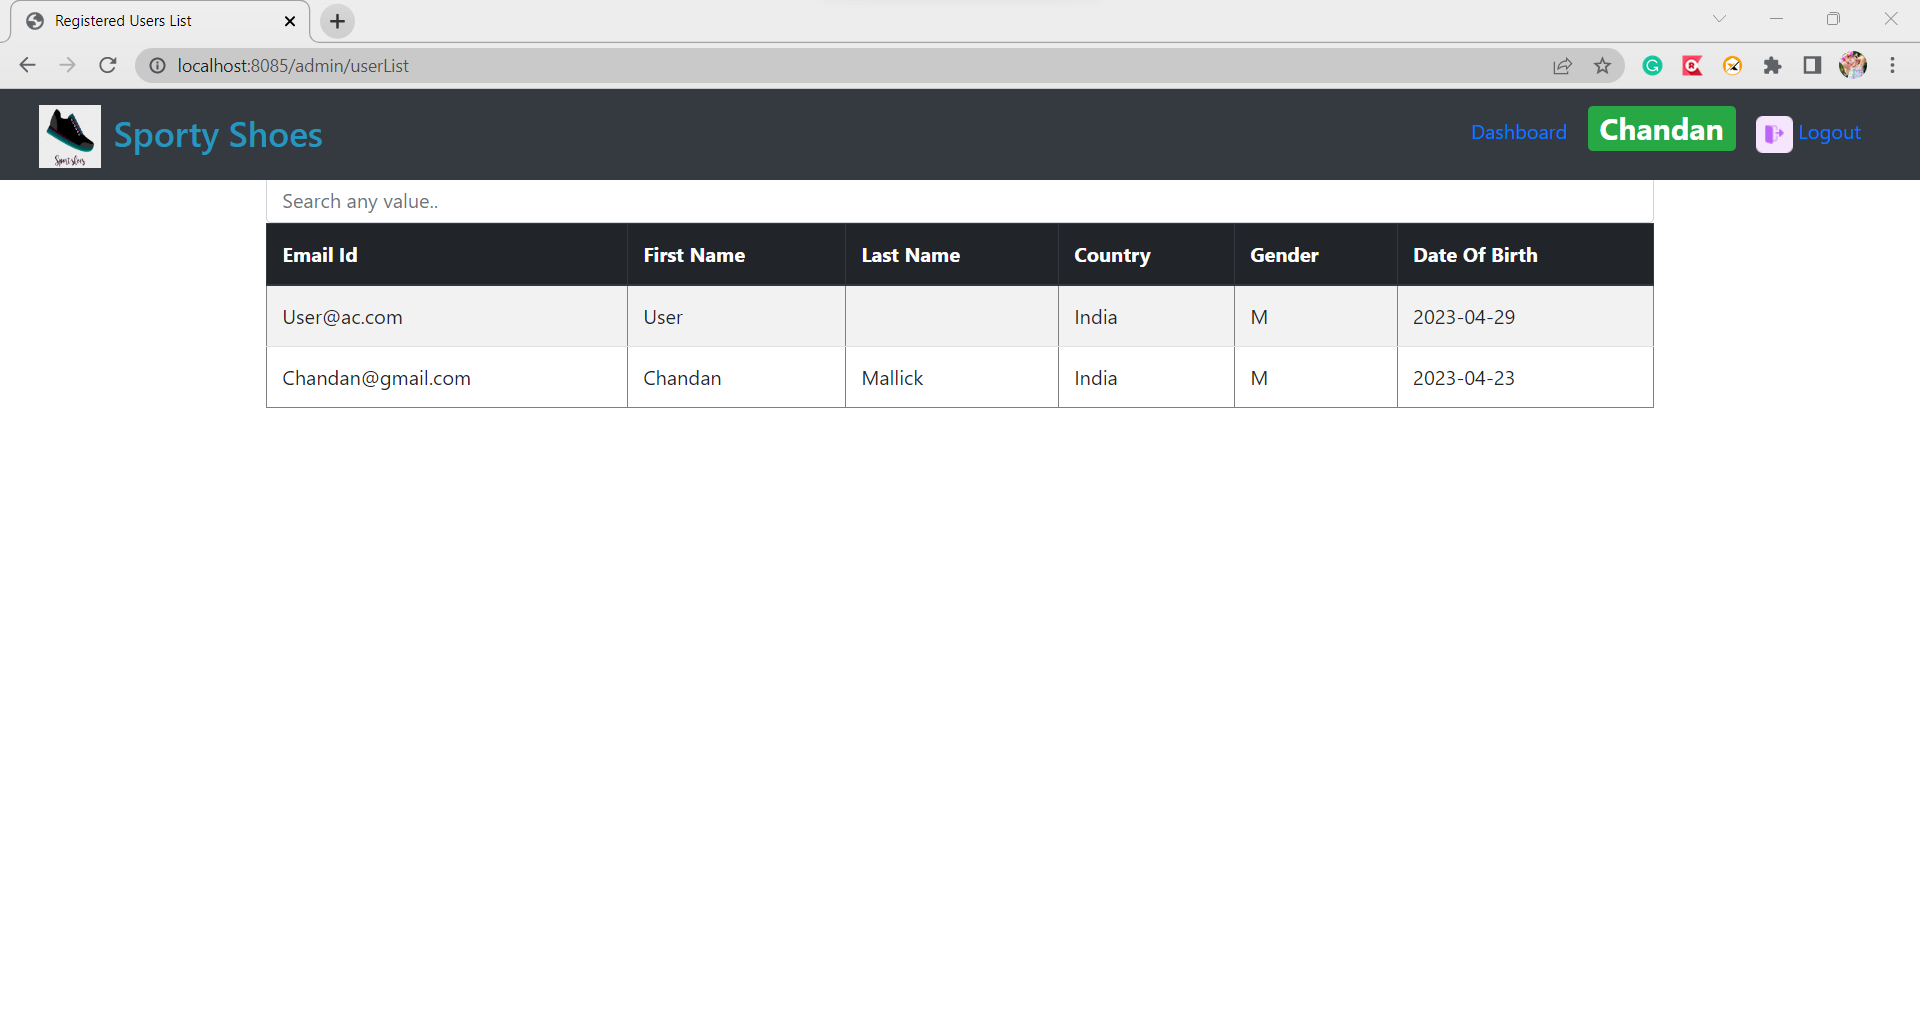 Registered Users List
localhost:8085/admin/userList
Sporty Shoes
Dashboard Chandan Logout
Search any value..
Email Id First Name Last Name Country Gender Date Of Birth
User@ac.com User India M 2023-04-29
Chandan@gmail.com Chandan Mallick India M 2023-04-23